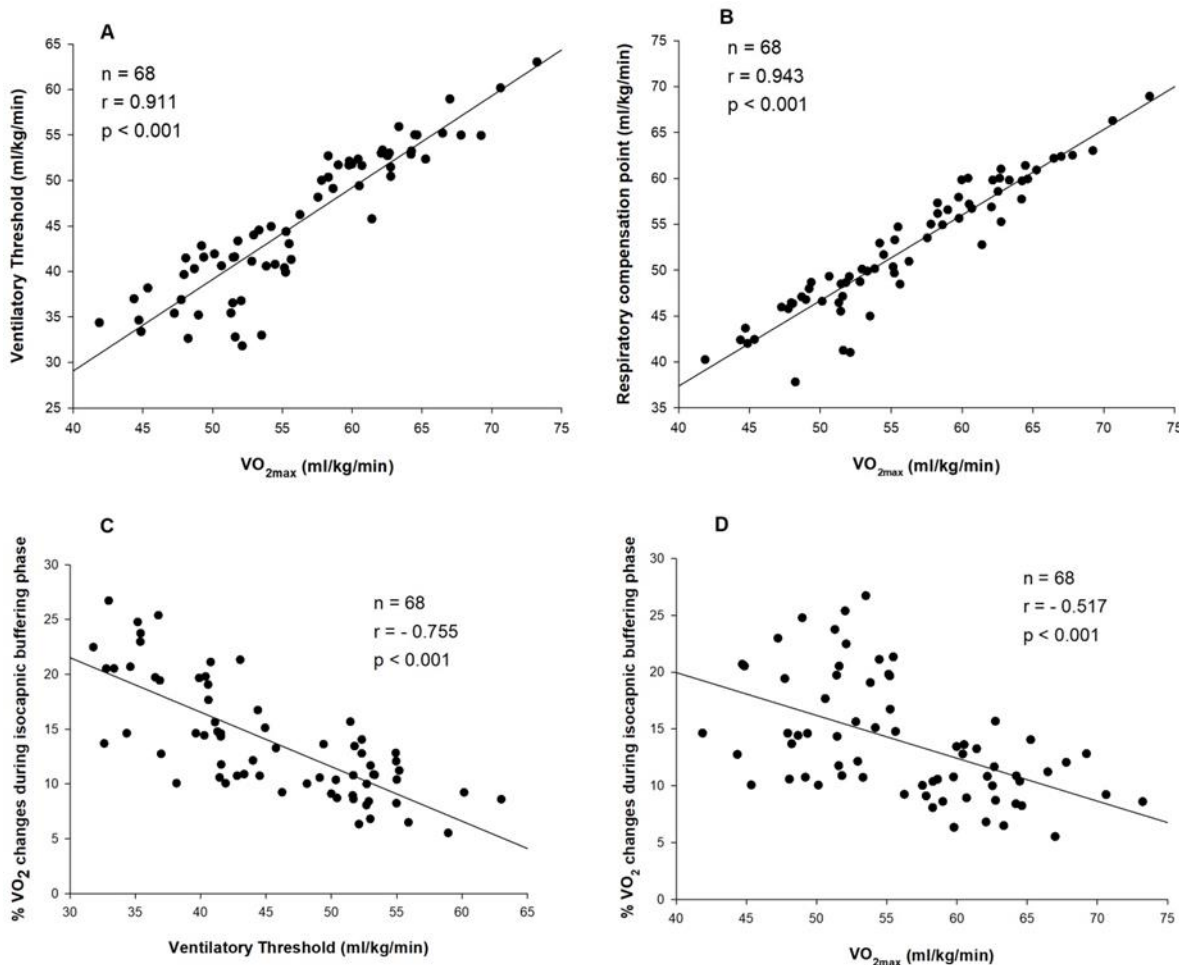 A
n = 68
r = 0.911
p < 0.001
Ventilatory Threshold (ml/kg/min)
65
60
55
50
45
40
35
30
25
40 45 50 55 60 65 70 75
VO2max (ml/kg/min)
B
n = 68
r = 0.943
p < 0.001
Respiratory compensation point (ml/kg/min)
75
70
65
60
55
50
45
40
35
40 45 50 55 60 65 70 75
VO2max (ml/kg/min)
C
n = 68
r = - 0.755
p < 0.001
% VO2 changes during isocapnic buffering phase
30
25
20
15
10
5
0
30 35 40 45 50 55 60 65
Ventilatory Threshold (ml/kg/min)
D
n = 68
r = - 0.517
p < 0.001
% VO2 changes during isocapnic buffering phase
30
25
20
15
10
5
0
40 45 50 55 60 65 70 75
VO2max (ml/kg/min)